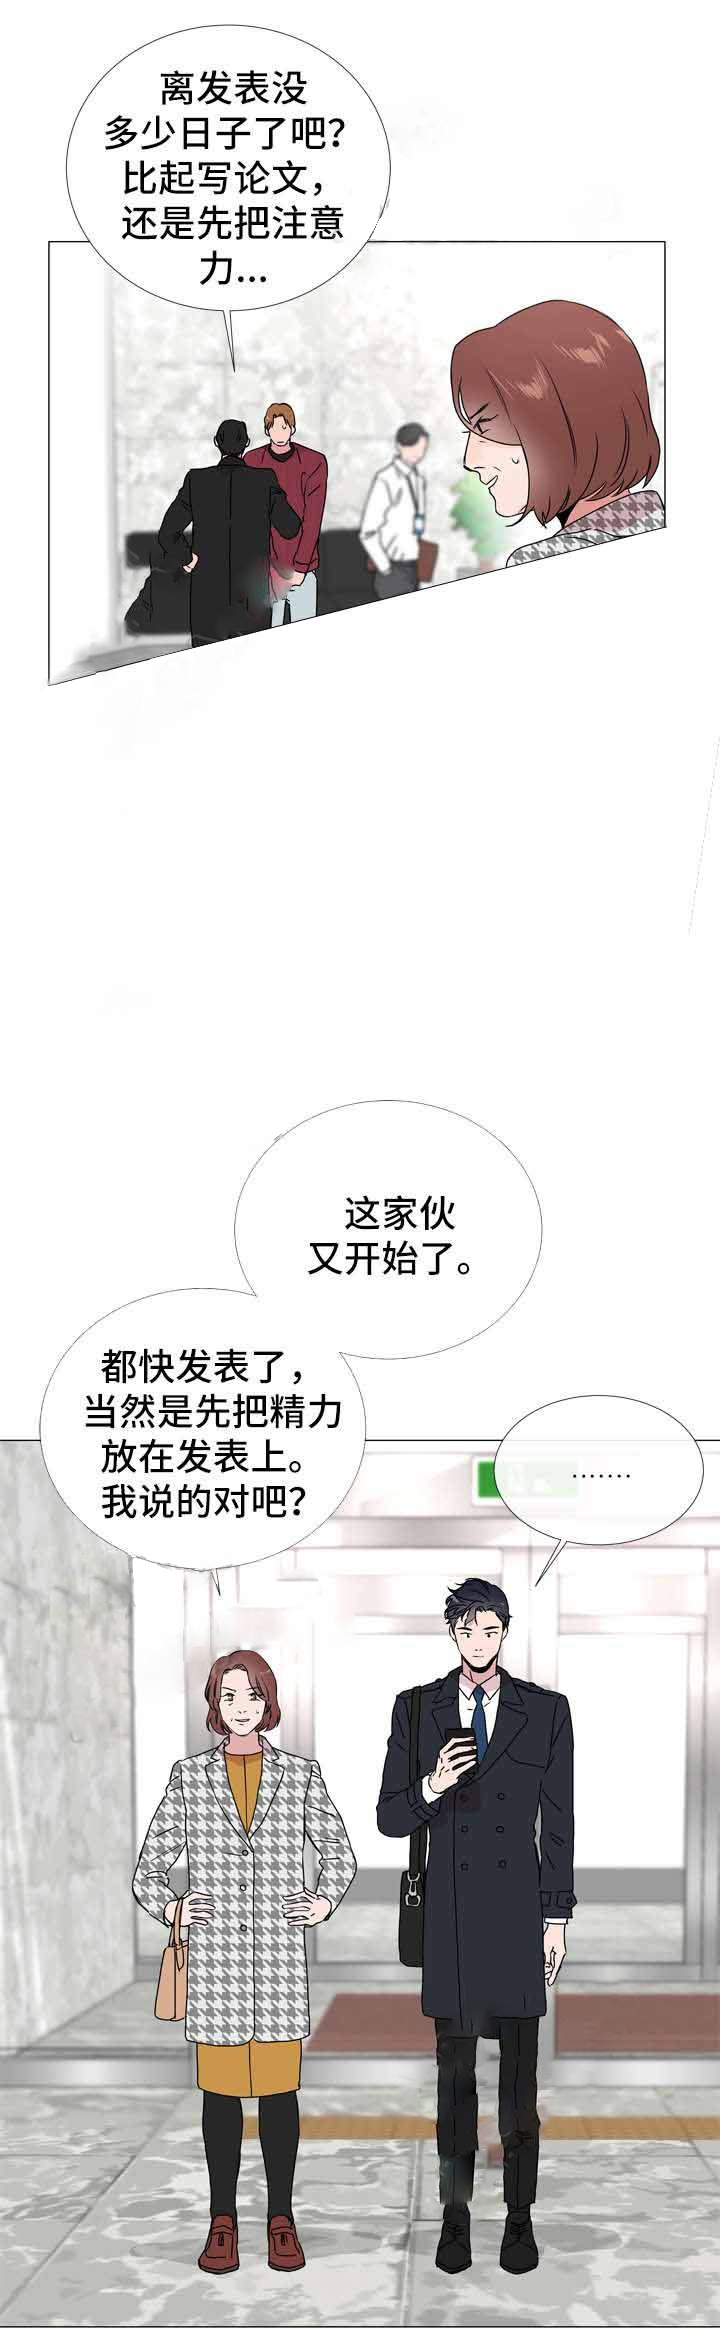 离发表没
多少日子了吧？
比起写论文，
还是先把注意
力...
这家伙
又开始了。
都快发表了，
当然是先把精力
放在发表上。
我说的对吧？
·······